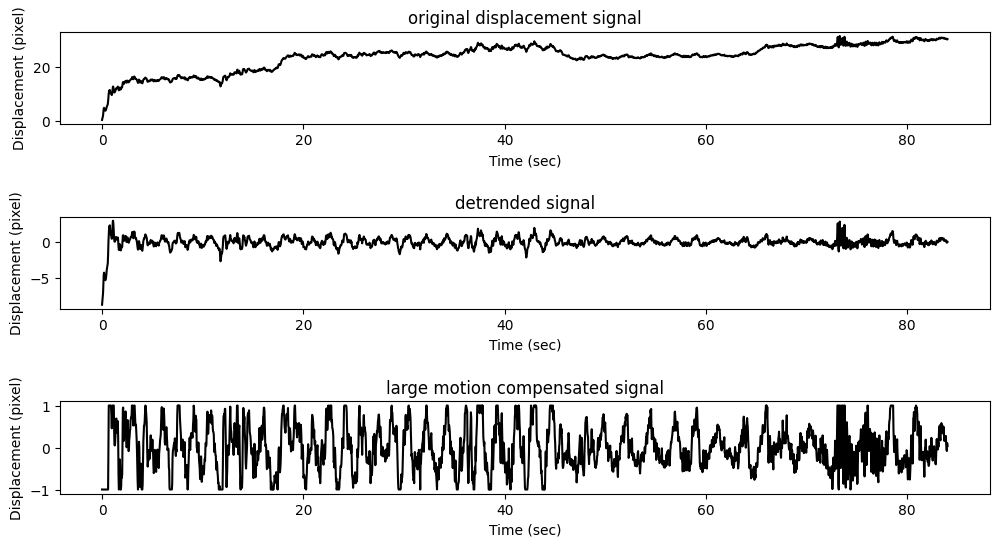 original displacement signal
Displacement (pixel)
20
0
0 20 40 60 80
Time (sec)
detrended signal
Displacement (pixel)
0
−5
0 20 40 60 80
Time (sec)
large motion compensated signal
Displacement (pixel)
1
0
−1
0 20 40 60 80
Time (sec)